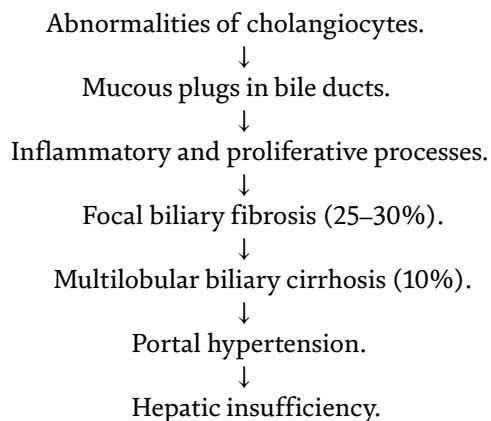 Abnormalities of cholangiocytes.
↓
Mucous plugs in bile ducts.
↓
Inflammatory and proliferative processes.
↓
Focal biliary fibrosis (25–30%).
↓
Multilobular biliary cirrhosis (10%).
↓
Portal hypertension.
↓
Hepatic insufficiency.